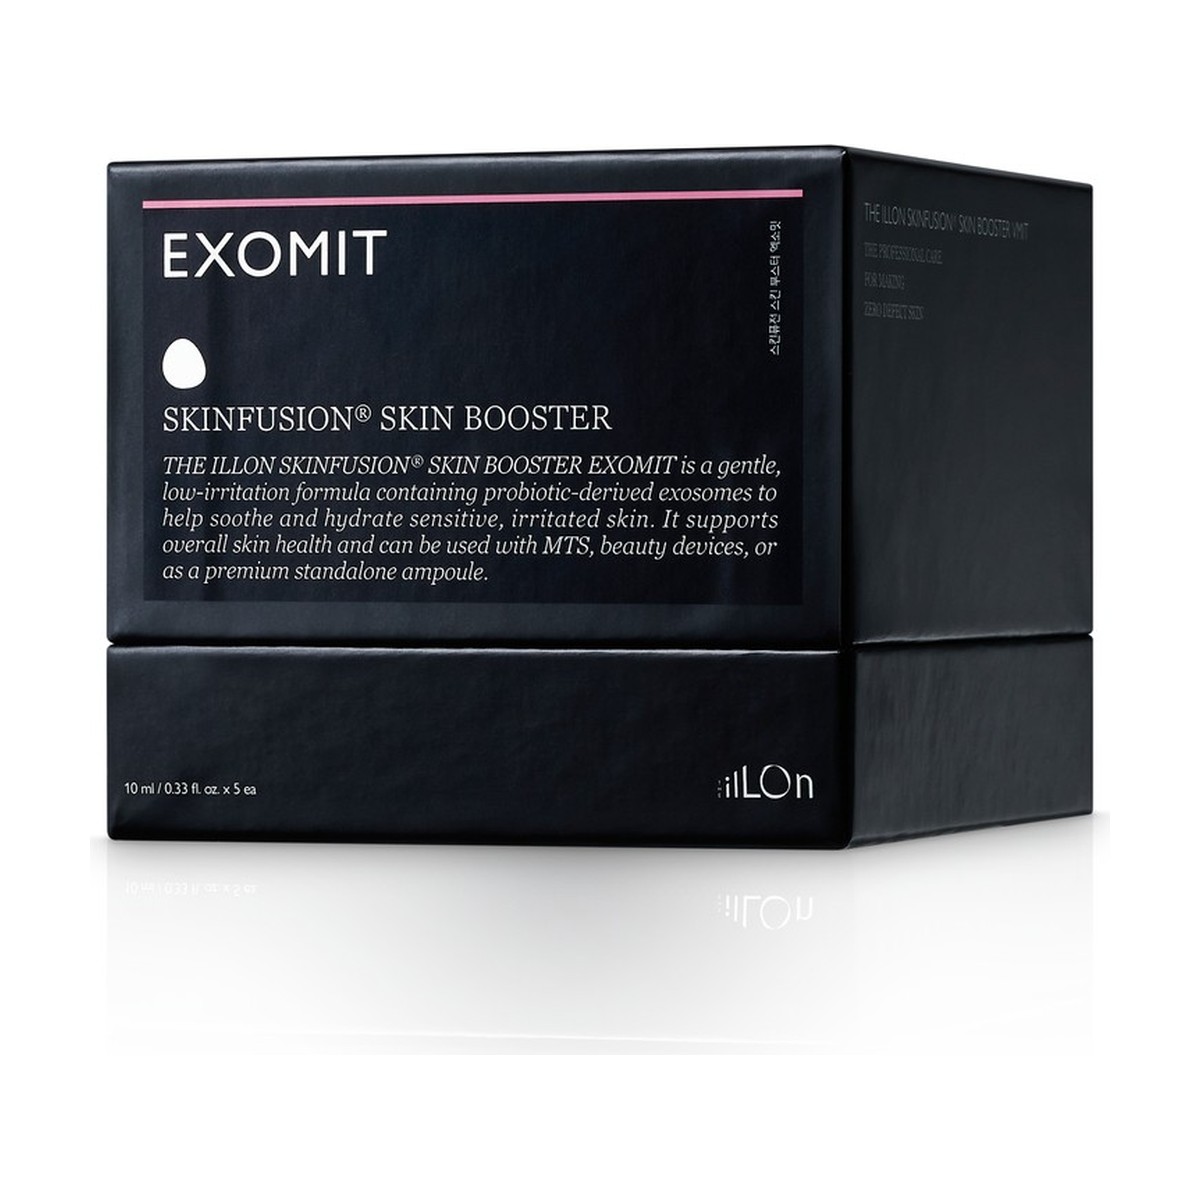 EXOMIT
스킨퓨전 스킨 부스터 엑소밋
SKINFUSION® SKIN BOOSTER
THE ILLON SKINFUSION® SKIN BOOSTER EXOMIT is a gentle,
low-irritation formula containing probiotic-derived exosomes to
help soothe and hydrate sensitive, irritated skin. It supports
overall skin health and can be used with MTS, beauty devices, or
as a premium standalone ampoule.
10 ml / 0.33 fl. oz. x 5 ea
THE illOn
THE ILLON SKINFUSION® SKIN BOOSTER VMIT
THE PROFESSIONAL CARE
FOR MAKING
ZERO DEFECT SKIN